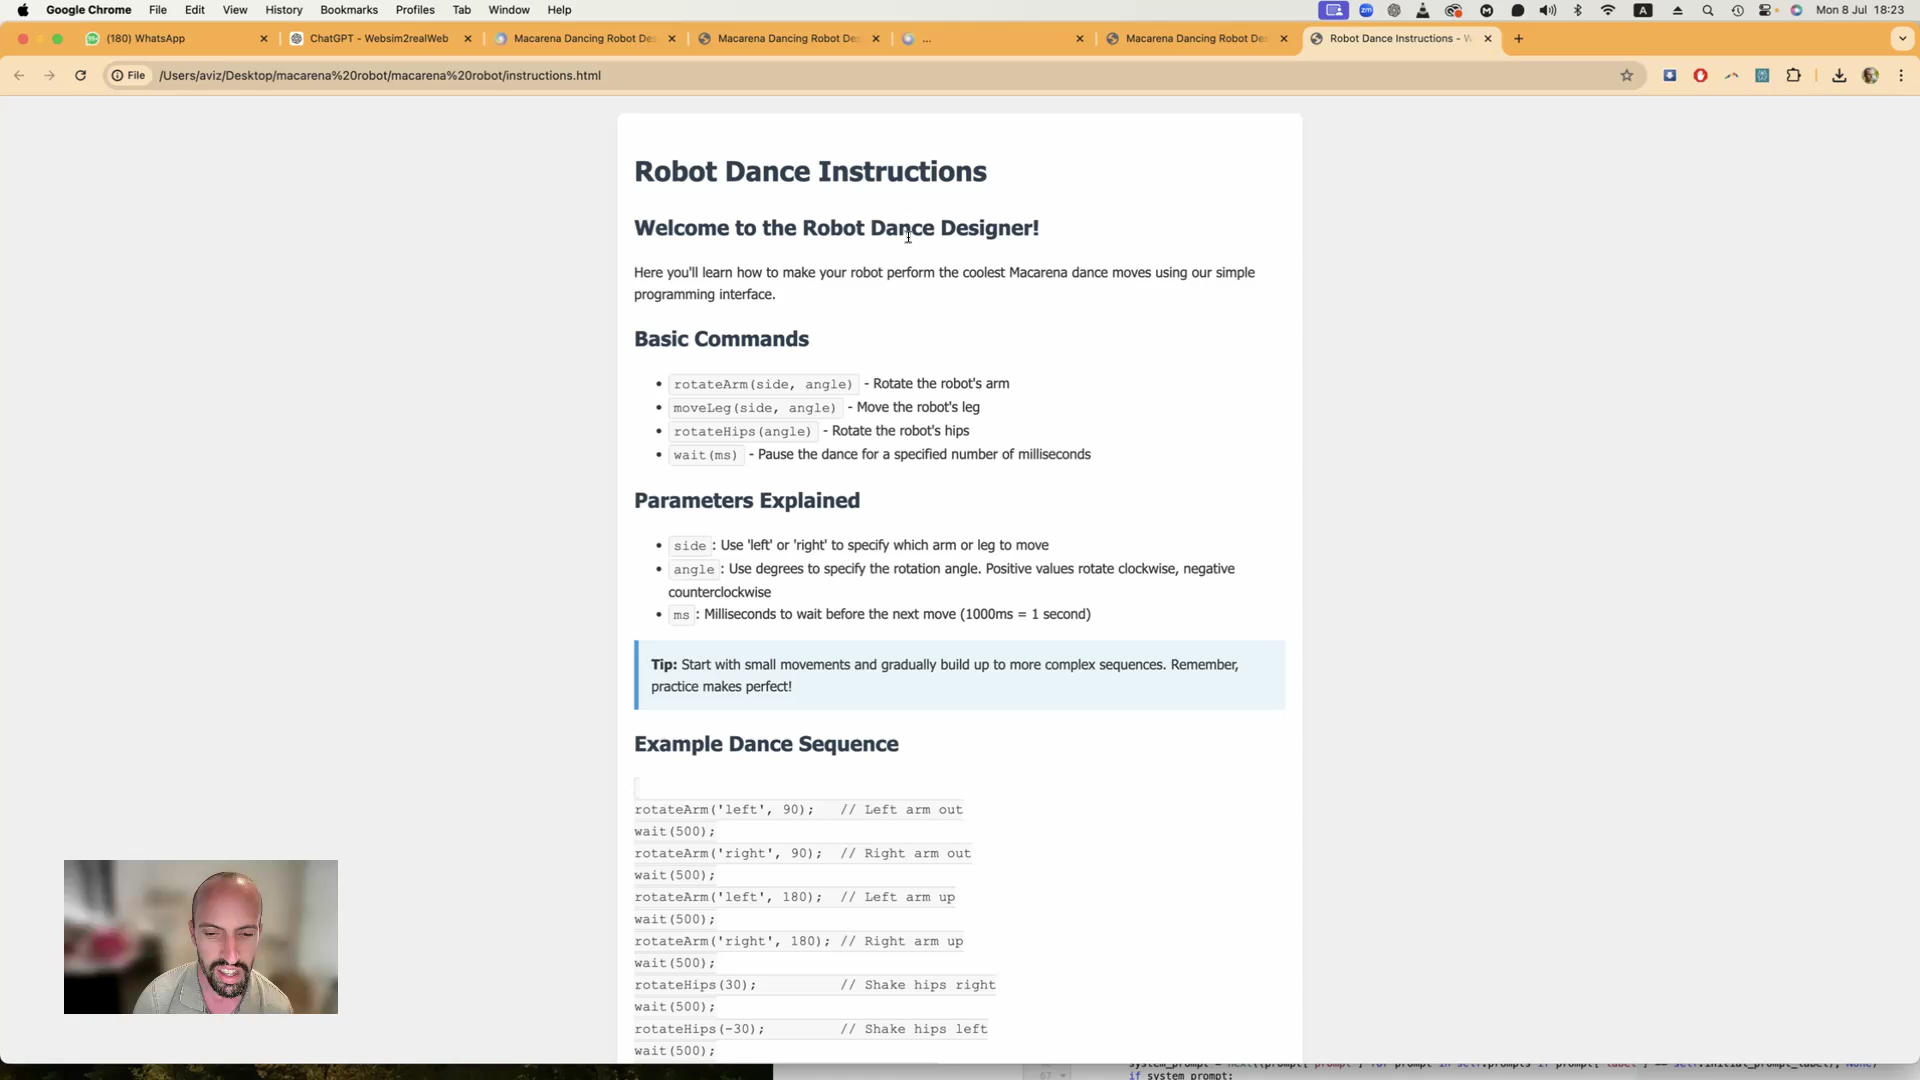 Google Chrome File Edit View History Bookmarks Profiles Tab Window Help
Mon 8 Jul 18:23
(180) WhatsApp
ChatGPT - Websim2realWeb
Macarena Dancing Robot De
Macarena Dancing Robot De
...
Macarena Dancing Robot De
Robot Dance Instructions - W
File /Users/aviz/Desktop/macarena%20robot/macarena%20robot/instructions.html
Robot Dance Instructions
Welcome to the Robot Dance Designer!
Here you'll learn how to make your robot perform the coolest Macarena dance moves using our simple
programming interface.
Basic Commands
• rotateArm(side, angle) - Rotate the robot's arm
• moveLeg(side, angle) - Move the robot's leg
• rotateHips(angle) - Rotate the robot's hips
• wait(ms) - Pause the dance for a specified number of milliseconds
Parameters Explained
• side: Use 'left' or 'right' to specify which arm or leg to move
• angle: Use degrees to specify the rotation angle. Positive values rotate clockwise, negative
counterclockwise
• ms: Milliseconds to wait before the next move (1000ms = 1 second)
Tip: Start with small movements and gradually build up to more complex sequences. Remember,
practice makes perfect!
Example Dance Sequence
rotateArm('left', 90); // Left arm out
wait(500);
rotateArm('right', 90); // Right arm out
wait(500);
rotateArm('left', 180); // Left arm up
wait(500);
rotateArm('right', 180); // Right arm up
wait(500);
rotateHips(30); // Shake hips right
wait(500);
rotateHips(-30); // Shake hips left
wait(500);
67
if system_prompt: